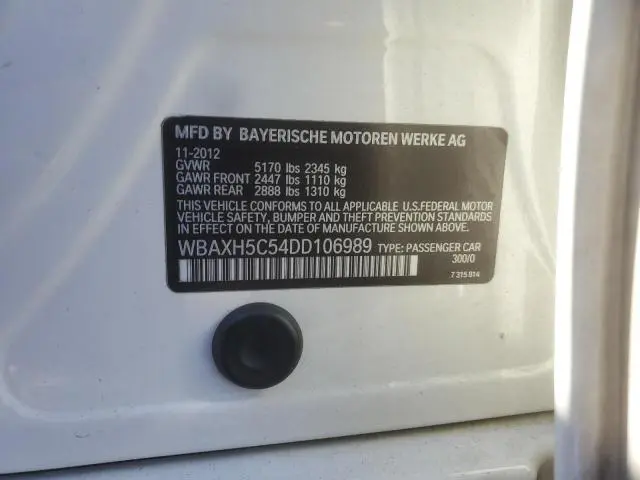 MFD BY BAYERISCHE MOTOREN WERKE AG
11-2012
GVWR 5170 lbs 2345 kg
GAWR FRONT 2447 lbs 1110 kg
GAWR REAR 2888 lbs 1310 kg
THIS VEHICLE CONFORMS TO ALL APPLICABLE U.S.FEDERAL MOTOR
VEHICLE SAFETY, BUMPER AND THEFT PREVENTION STANDARDS
IN EFFECT ON THE DATE OF MANUFACTURE SHOWN ABOVE.
WBAXH5C54DD106989 TYPE: PASSENGER CAR
300/0
7 315 814